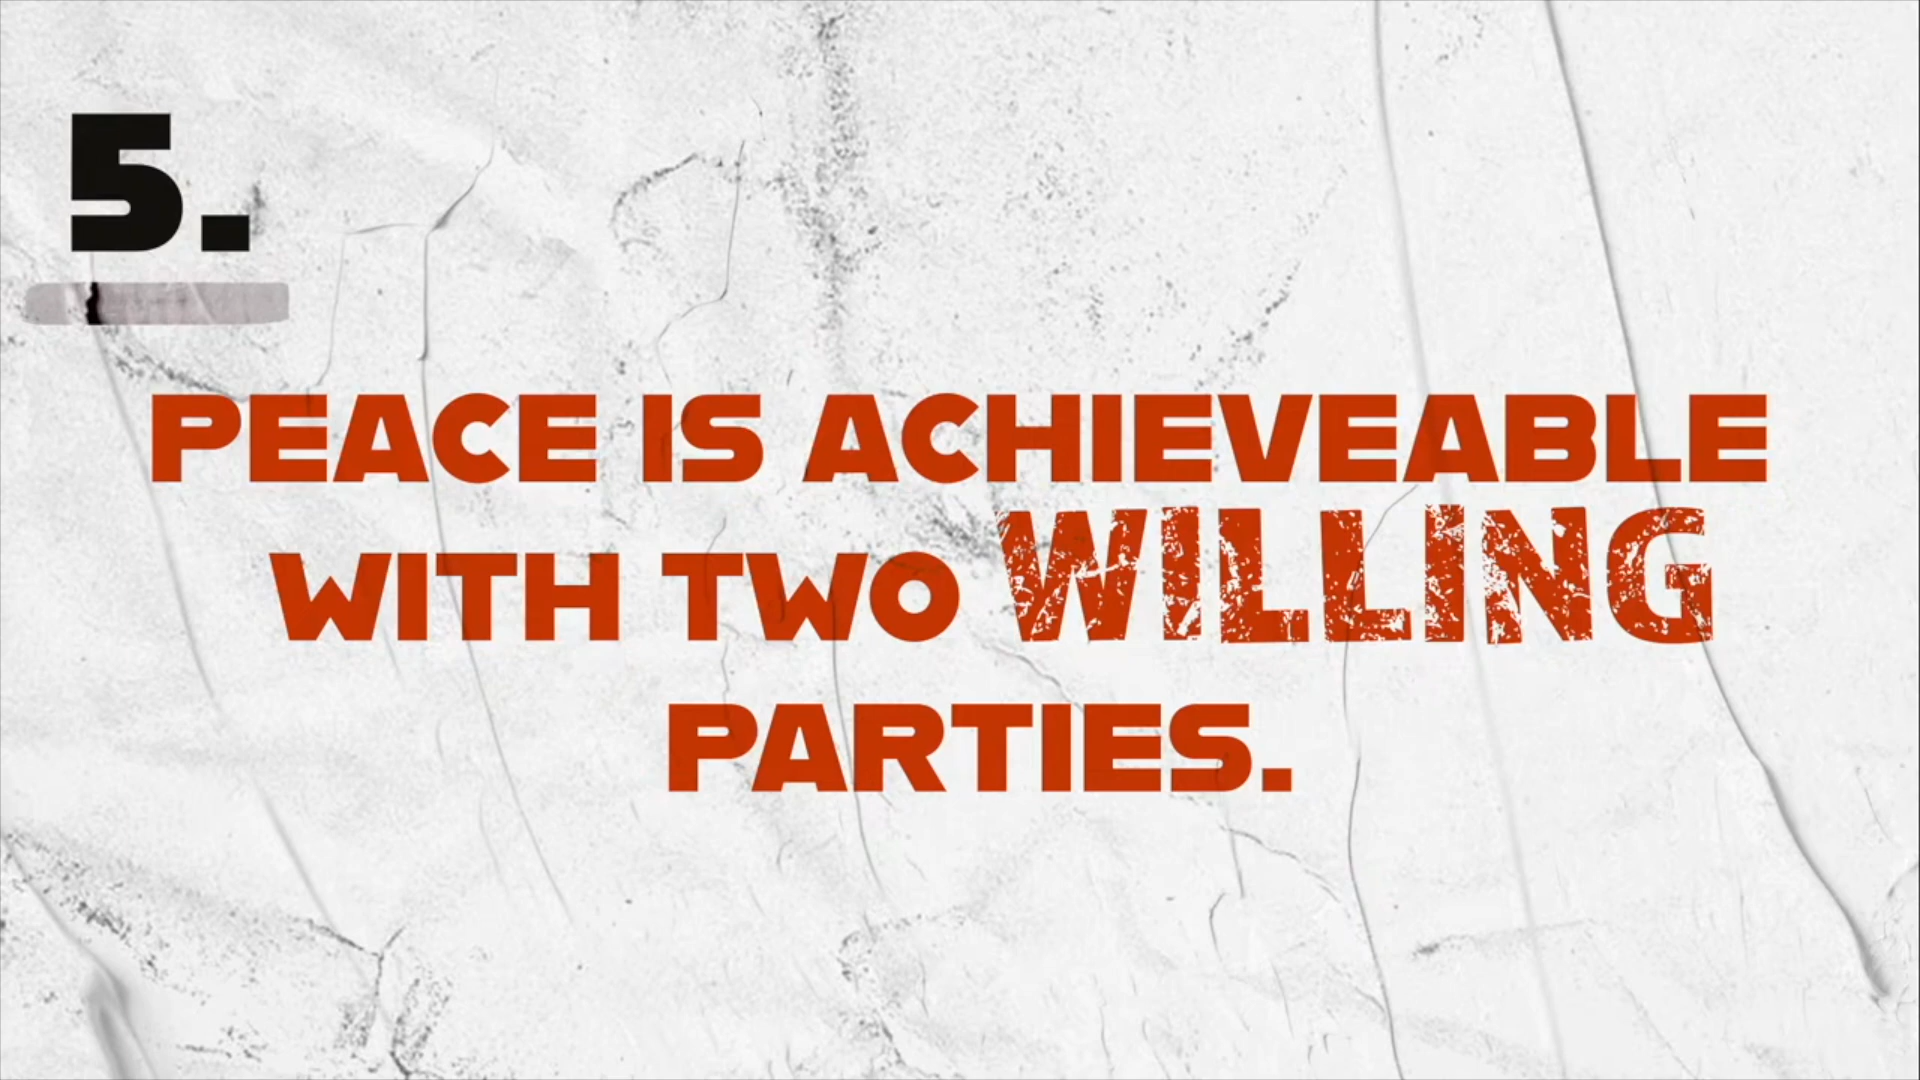 5.
PEACE IS ACHIEVEABLE
WITH TWO WILLING
PARTIES.